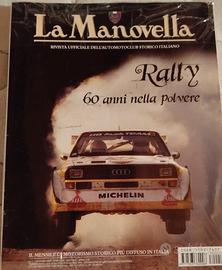 La Manovella
RIVISTA UFFICIALE DELL'AUTOMOTOCLUB STORICO ITALIANO
Rally
60 anni nella polvere
IL MENSILE DI MOTORISMO STORICO PIÙ DIFFUSO IN ITALIA